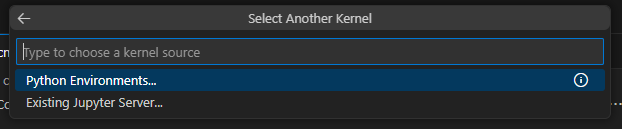 Select Another Kernel
Type to choose a kernel source
Python Environments...
Existing Jupyter Server...